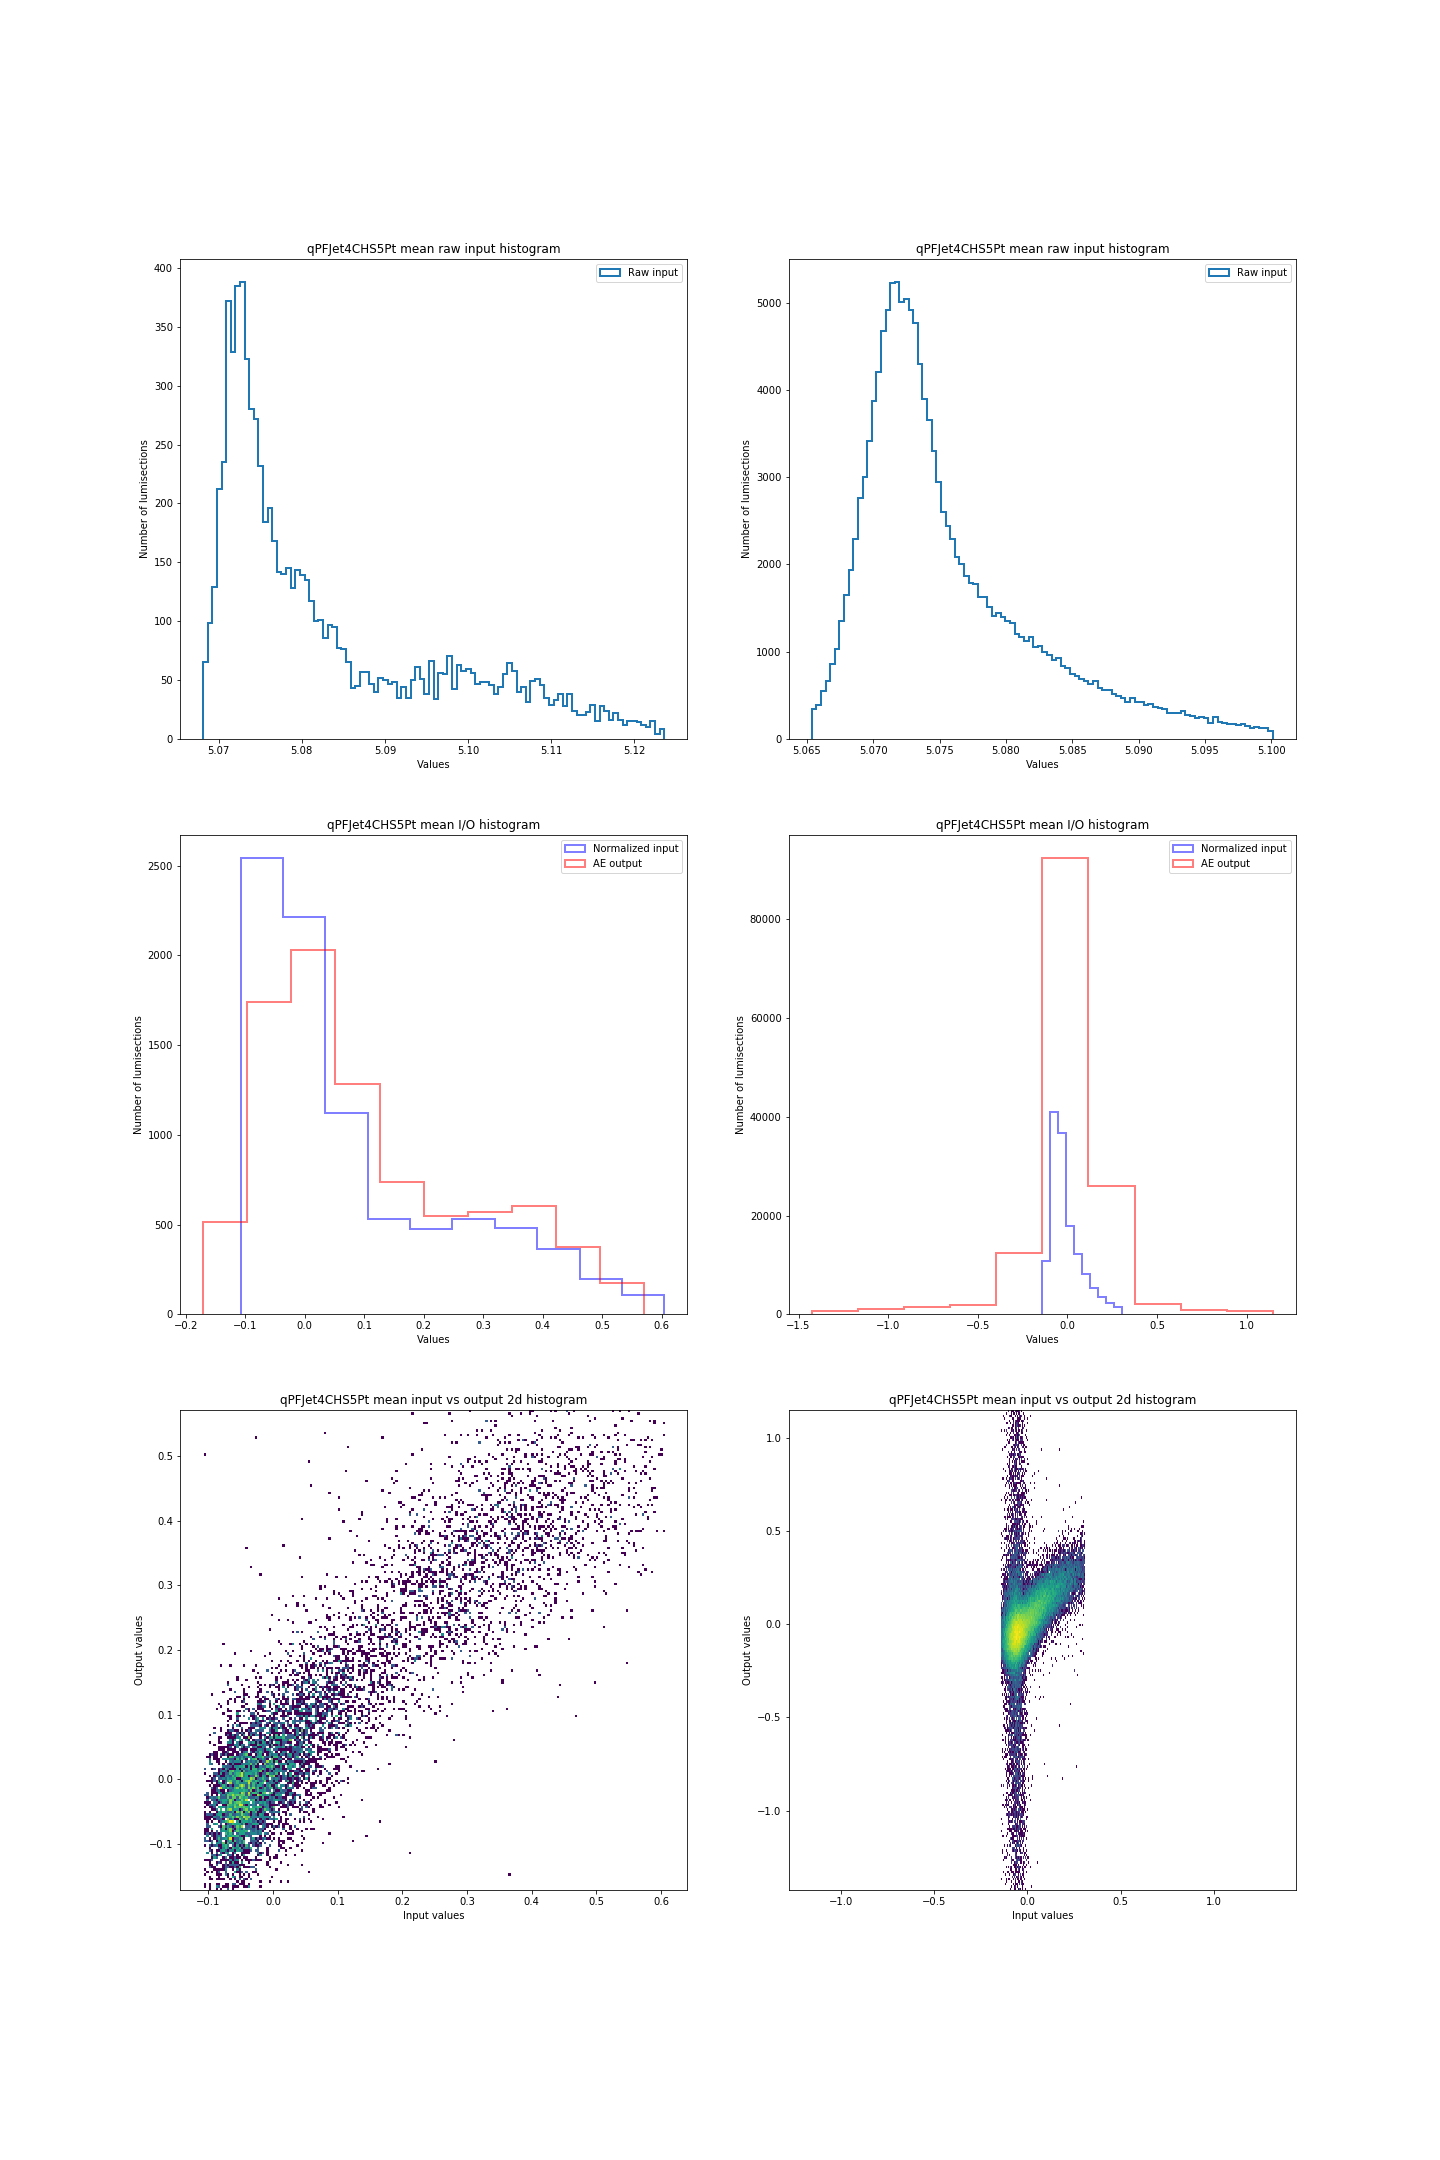 qPFJet4CHS5Pt mean raw input histogram
Raw input
400
350
300
250
200
150
100
50
0
Number of lumisections
5.07 5.08 5.09 5.10 5.11 5.12
Values
qPFJet4CHS5Pt mean raw input histogram
Raw input
5000
4000
3000
2000
1000
0
Number of lumisections
5.065 5.070 5.075 5.080 5.085 5.090 5.095 5.100
Values
qPFJet4CHS5Pt mean I/O histogram
Normalized input
AE output
2500
2000
1500
1000
500
0
Number of lumisections
−0.2 −0.1 0.0 0.1 0.2 0.3 0.4 0.5 0.6
Values
qPFJet4CHS5Pt mean I/O histogram
Normalized input
AE output
80000
60000
40000
20000
0
Number of lumisections
−1.5 −1.0 −0.5 0.0 0.5 1.0
Values
qPFJet4CHS5Pt mean input vs output 2d histogram
0.5
0.4
0.3
0.2
0.1
0.0
−0.1
Output values
−0.1 0.0 0.1 0.2 0.3 0.4 0.5 0.6
Input values
qPFJet4CHS5Pt mean input vs output 2d histogram
1.0
0.5
0.0
−0.5
−1.0
Output values
−1.0 −0.5 0.0 0.5 1.0
Input values